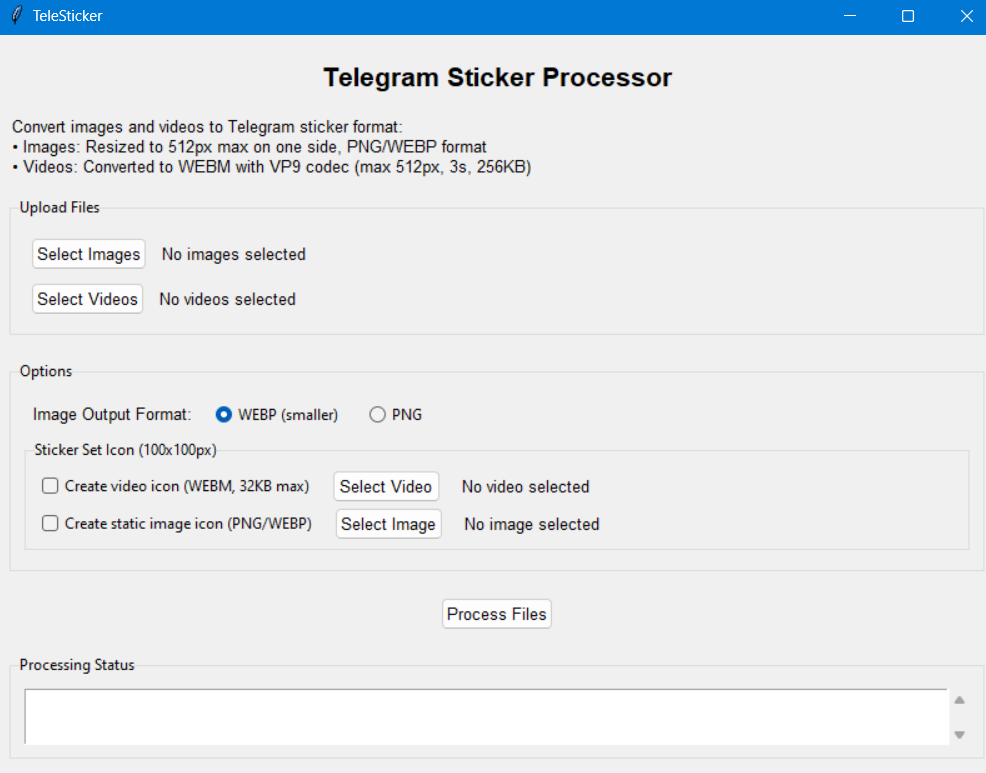 TeleSticker
Telegram Sticker Processor
Convert images and videos to Telegram sticker format:
• Images: Resized to 512px max on one side, PNG/WEBP format
• Videos: Converted to WEBM with VP9 codec (max 512px, 3s, 256KB)
Upload Files
Select Images No images selected
Select Videos No videos selected
Options
Image Output Format: WEBP (smaller) PNG
Sticker Set Icon (100x100px)
Create video icon (WEBM, 32KB max) Select Video No video selected
Create static image icon (PNG/WEBP) Select Image No image selected
Process Files
Processing Status